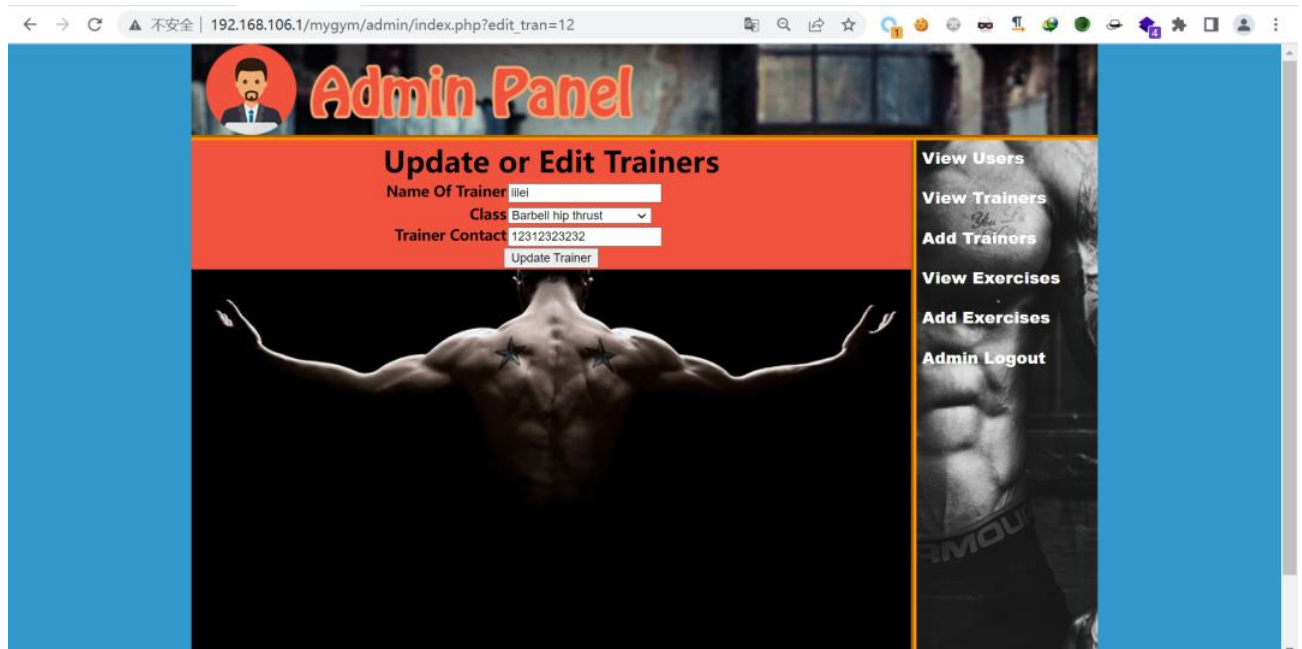 不安全 | 192.168.106.1/mygym/admin/index.php?edit_tran=12
1
4
Admin Panel
Update or Edit Trainers
Name Of Trainer lilei
Class Barbell hip thrust
Trainer Contact 12312323232
Update Trainer
View Users
View Trainers
Add Trainers
View Exercises
Add Exercises
Admin Logout